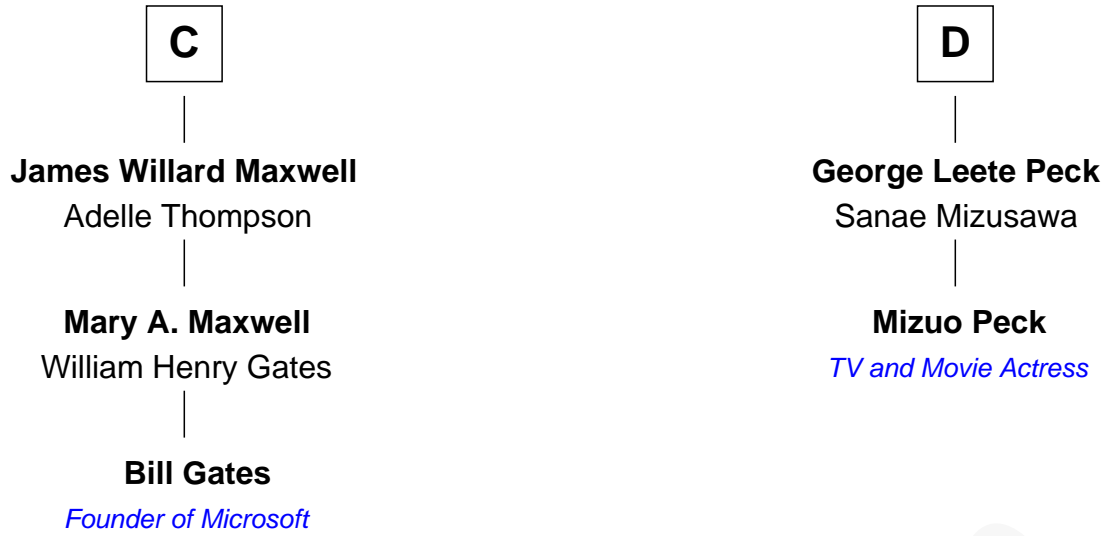 C
James Willard Maxwell
Adelle Thompson
Mary A. Maxwell
William Henry Gates
Bill Gates
Founder of Microsoft
D
George Leete Peck
Sanae Mizusawa
Mizuo Peck
TV and Movie Actress